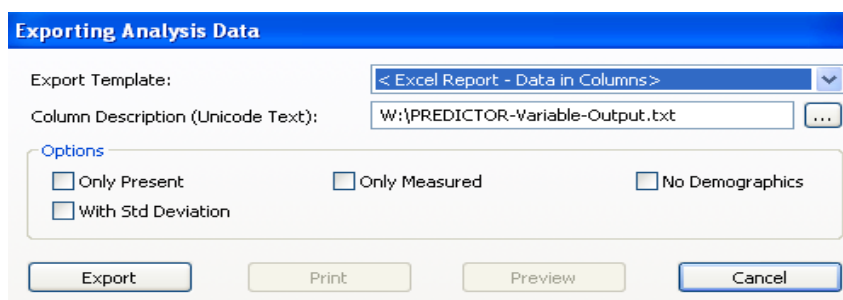 Exporting Analysis Data
Export Template: < Excel Report - Data in Columns>
Column Description (Unicode Text): W:\PREDICTOR-Variable-Output.txt ...
Options
Only Present Only Measured No Demographics
With Std Deviation
Export Print Preview Cancel